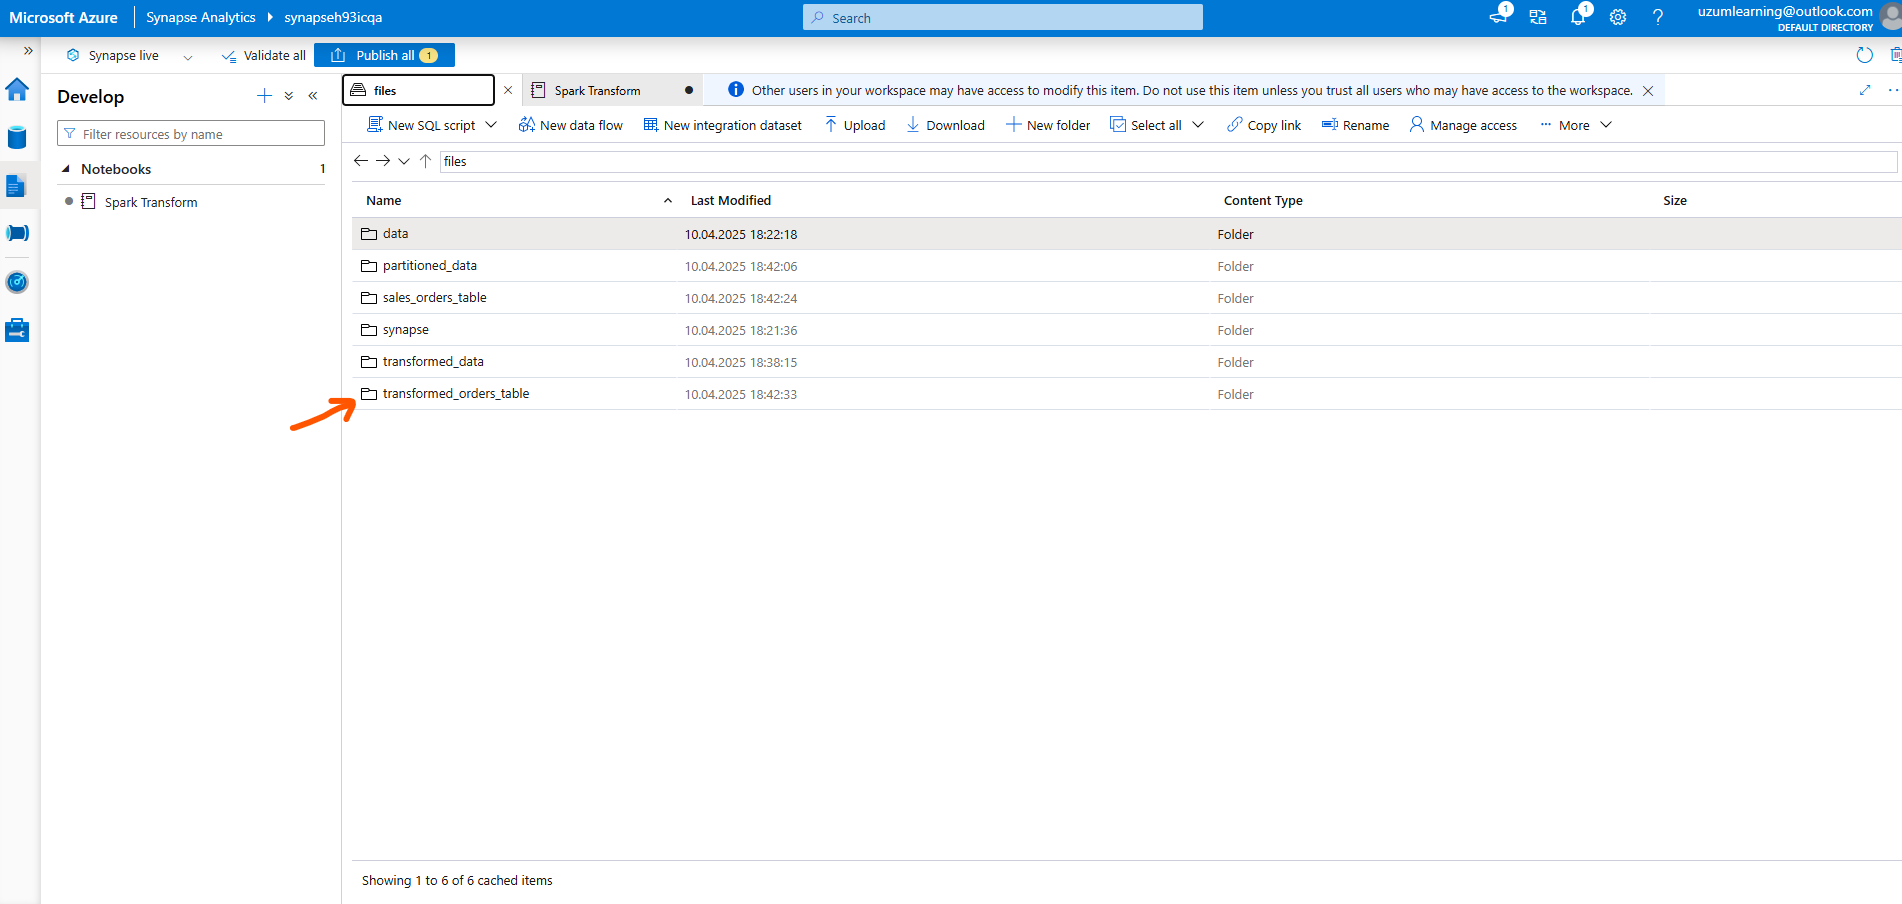 Microsoft Azure Synapse Analytics synapseh93icqa Search 1 1 uzumlearning@outlook.com
DEFAULT DIRECTORY
Synapse live Validate all Publish all 1
Develop
files Spark Transform Other users in your workspace may have access to modify this item. Do not use this item unless you trust all users who may have access to the workspace.
New SQL script New data flow New integration dataset Upload Download New folder Select all Copy link Rename Manage access More
Filter resources by name
Notebooks 1
Spark Transform
files
Name Last Modified Content Type Size
data 10.04.2025 18:22:18 Folder
partitioned_data 10.04.2025 18:42:06 Folder
sales_orders_table 10.04.2025 18:42:24 Folder
synapse 10.04.2025 18:21:36 Folder
transformed_data 10.04.2025 18:38:15 Folder
transformed_orders_table 10.04.2025 18:42:33 Folder
Showing 1 to 6 of 6 cached items